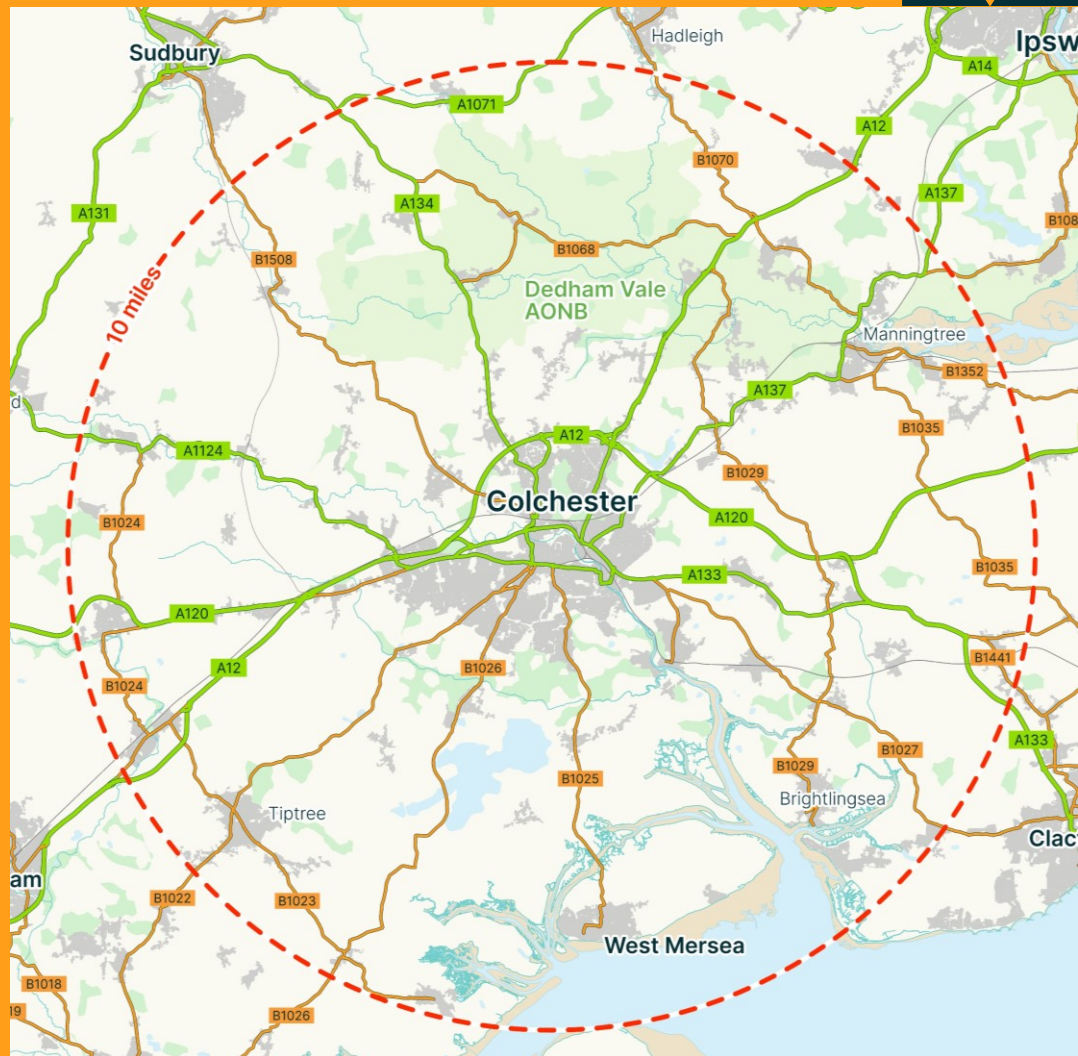 Hadleigh
Ipsw
Sudbury
A14
A1071
A12
B1070
A137
A131
A134
B108
B1068
B1508
Dedham Vale
AONB
10 miles
Manningtree
B1352
A137
d
A12
B1035
A1124
B1029
Colchester
A120
B1024
B1035
A133
A120
B1441
A12
B1026
B1024
A133
B1027
B1029
B1025
Brightlingsea
Tiptree
Clac
am
B1022
B1023
West Mersea
B1018
19
B1026